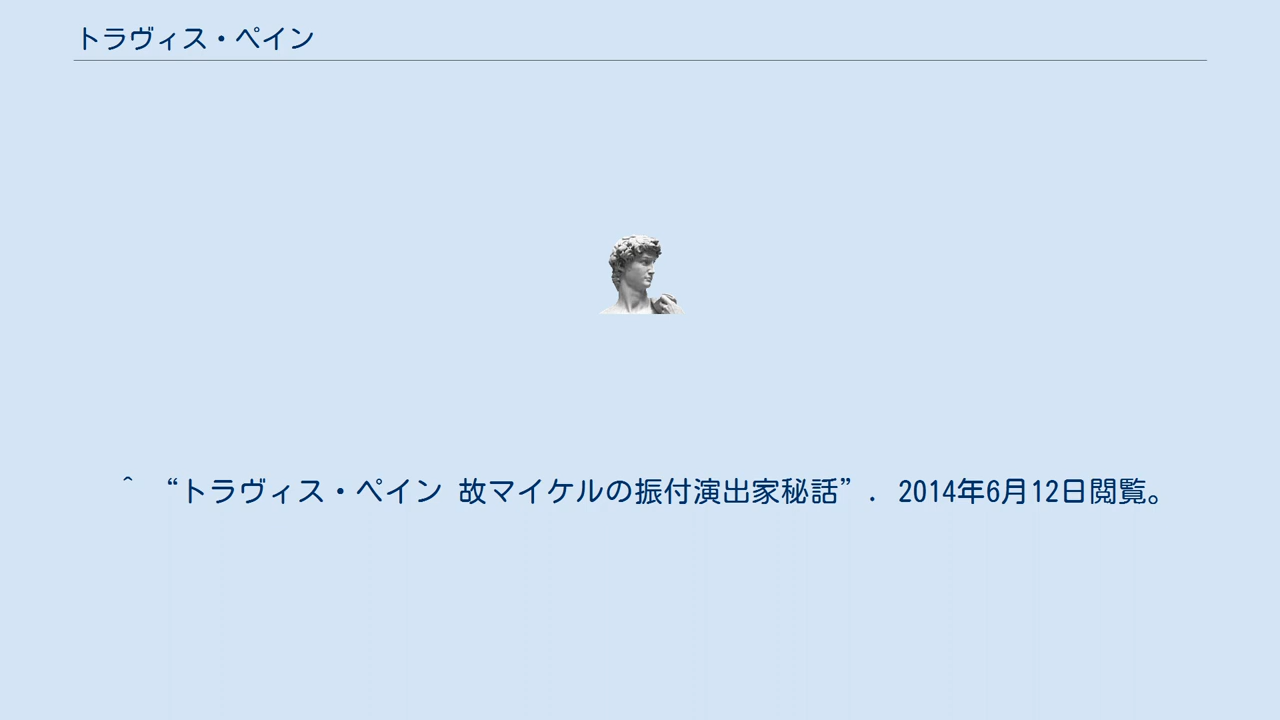 トラヴィス・ペイン
^ “トラヴィス・ペイン 故マイケルの振付演出家秘話”. 2014年6月12日閲覧。